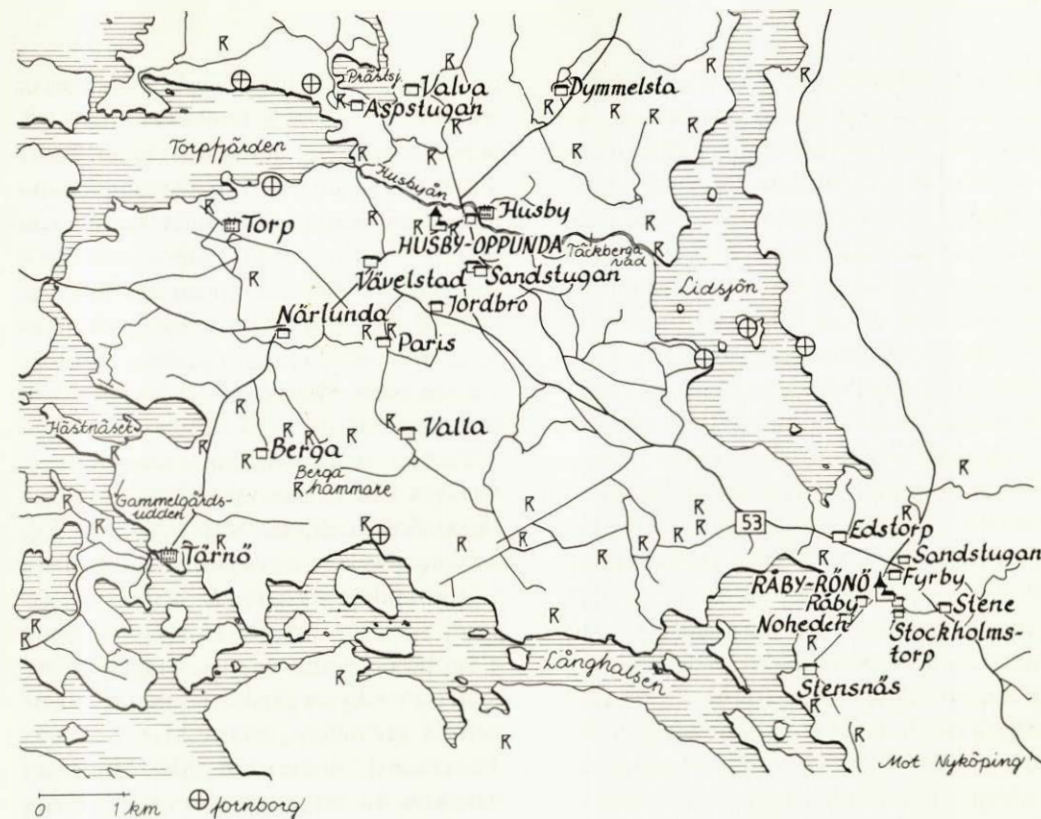 Prästsj.
Valva
Dymmelsta
Aspstugan
Torpfjärden
Husbyån
Torp
Husby
HUSBY-OPPUNDA
Täckberga
vad
Vävelstad
Sandstugan
Lidsjön
Jordbro
Närlunda
Paris
Hästnäset
Valla
Berga
Berga
hammare
Gammelgårds-
udden
53
Edstorp
Tärnö
Sandstugan
Fyrby
RÅBY-RÖNÖ
Råby
Stene
Noheden
Stockholms-
torp
Långhalsen
Stensnäs
Mot Nyköping
0 1 km
fornborg
R R R R R R R R R R R R R R R R R R R R R R R R R R R R R R R R R R R R R R R R R R R R R R R R R R